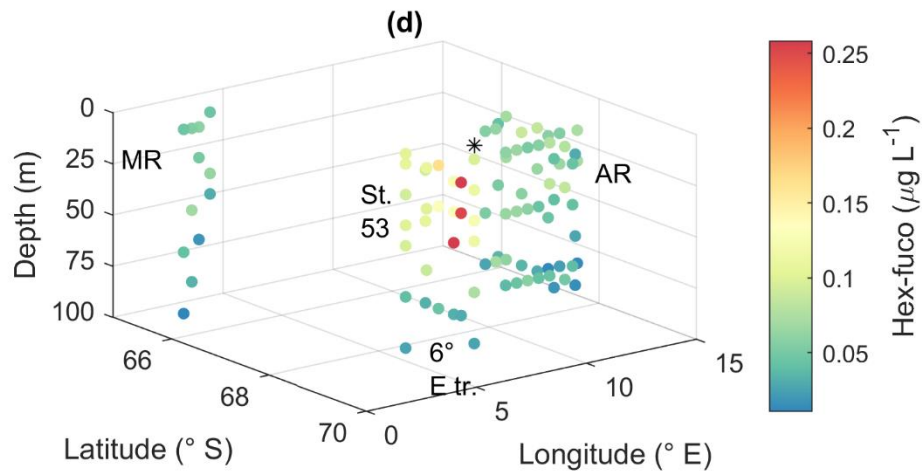 (d)
0
25
50
75
100
Depth (m)
MR
St.
53
AR
6°
E tr.
66
68
70
Latitude (° S)
0
5
10
15
Longitude (° E)
0.25
0.2
0.15
0.1
0.05
Hex-fuco (μg L⁻¹)